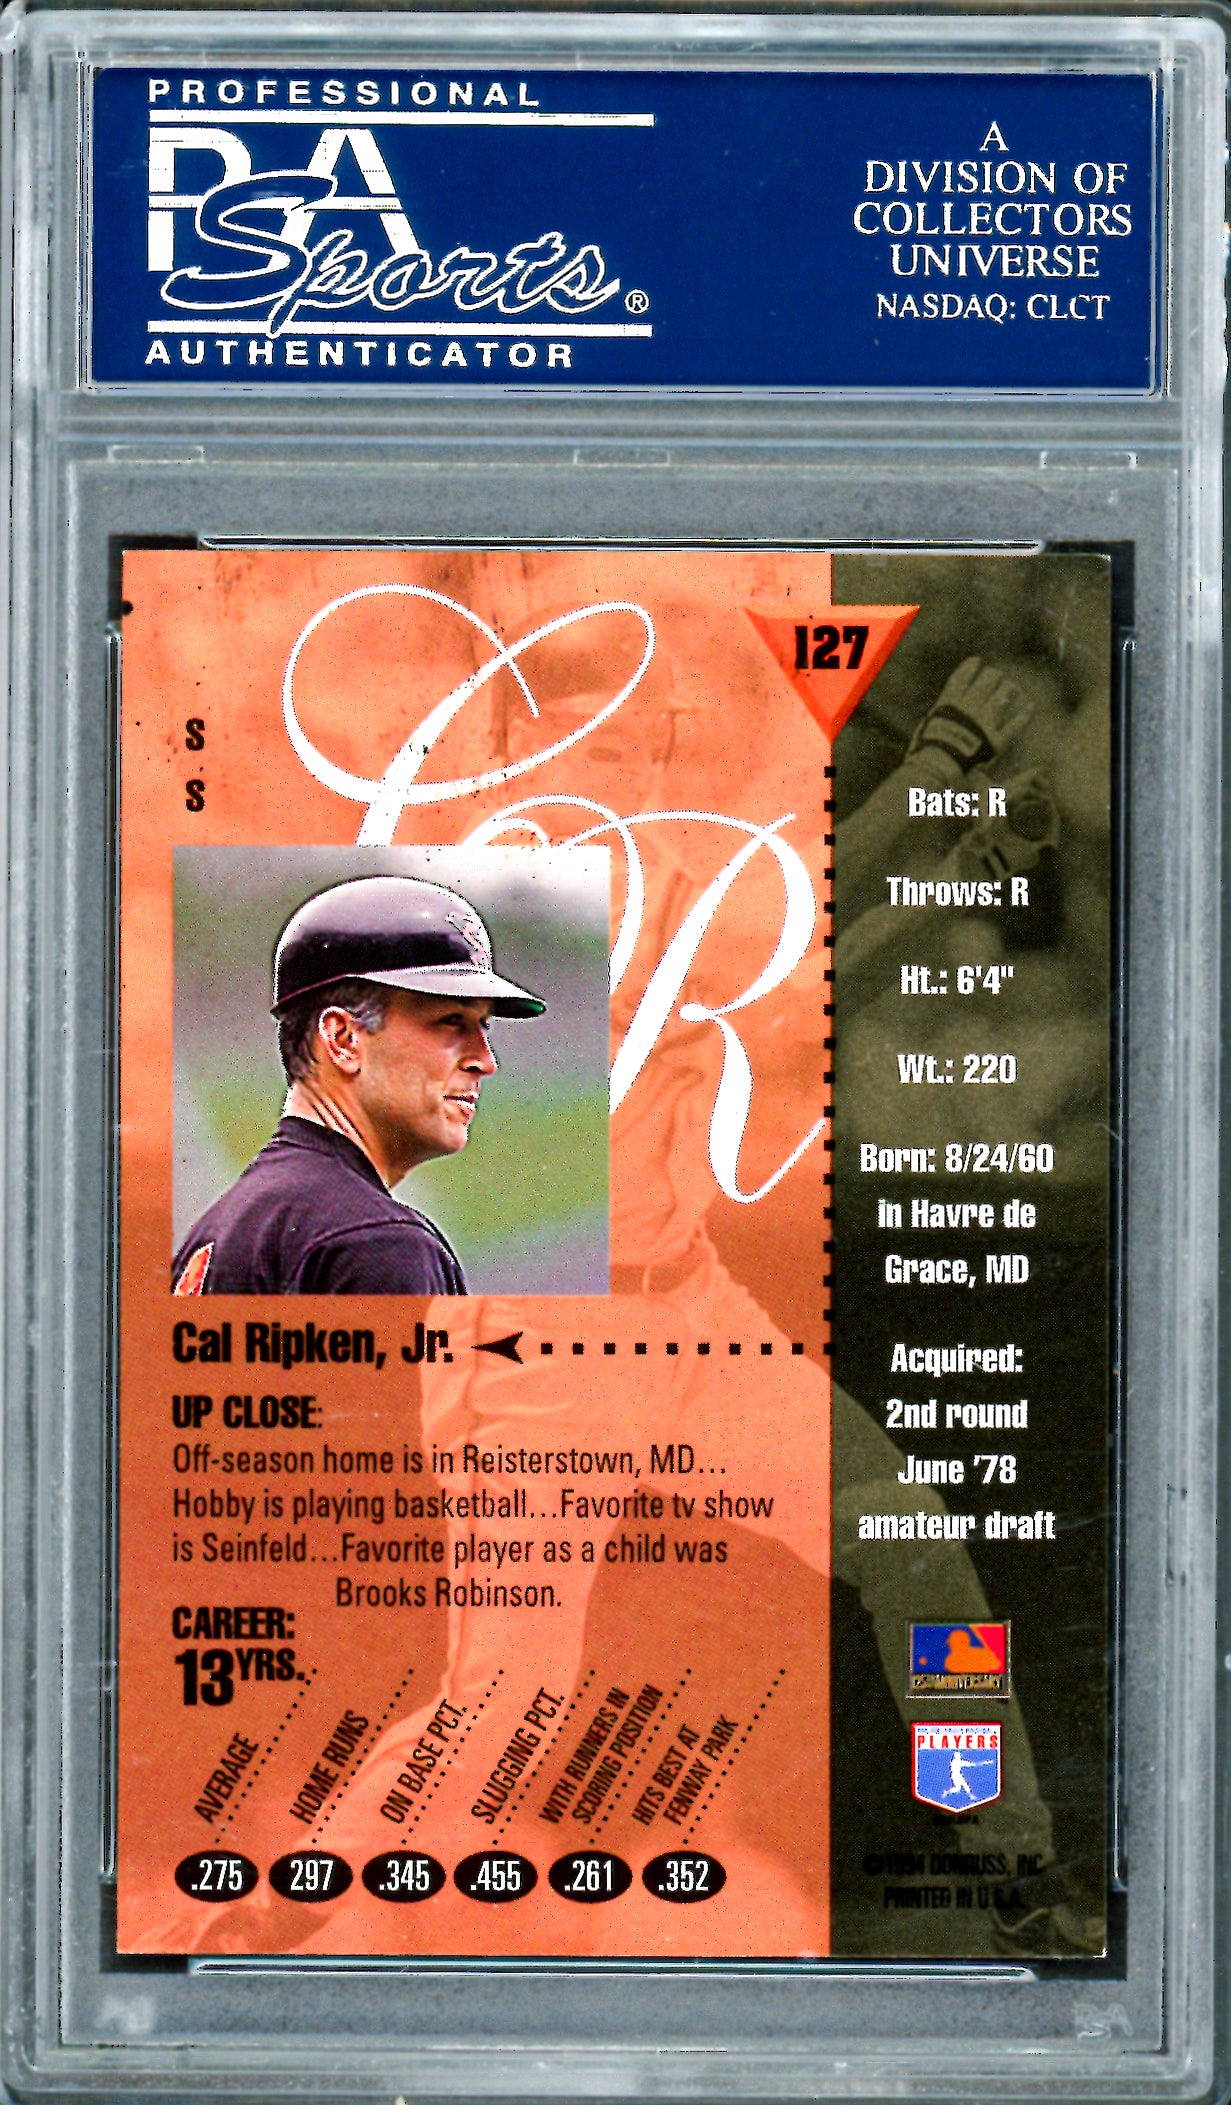 PROFESSIONAL
PSA
Sports®
AUTHENTICATOR
A
DIVISION OF
COLLECTORS
UNIVERSE
NASDAQ: CLCT
127
S
S
CR
Bats: R
Throws: R
Ht.: 6'4"
Wt.: 220
Born: 8/24/60
in Havre de
Grace, MD
Acquired:
2nd round
June '78
amateur draft
Cal Ripken, Jr.
UP CLOSE:
Off-season home is in Reisterstown, MD...
Hobby is playing basketball...Favorite tv show
is Seinfeld...Favorite player as a child was
Brooks Robinson.
CAREER:
13 YRS.
AVERAGE
HOME RUNS
ON BASE PCT.
SLUGGING PCT.
WITH RUNNERS IN
SCORING POSITION
HITS BEST AT
FENWAY PARK
.275
297
.345
.455
.261
.352
125TH ANNIVERSARY
PLAYERS
©1994 DONRUSS, INC
PRINTED IN U.S.A.
PSA